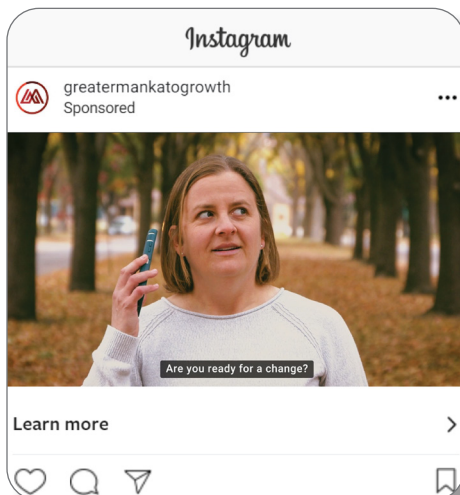 Instagram
greatermankatogrowth
Sponsored
Are you ready for a change?
Learn more